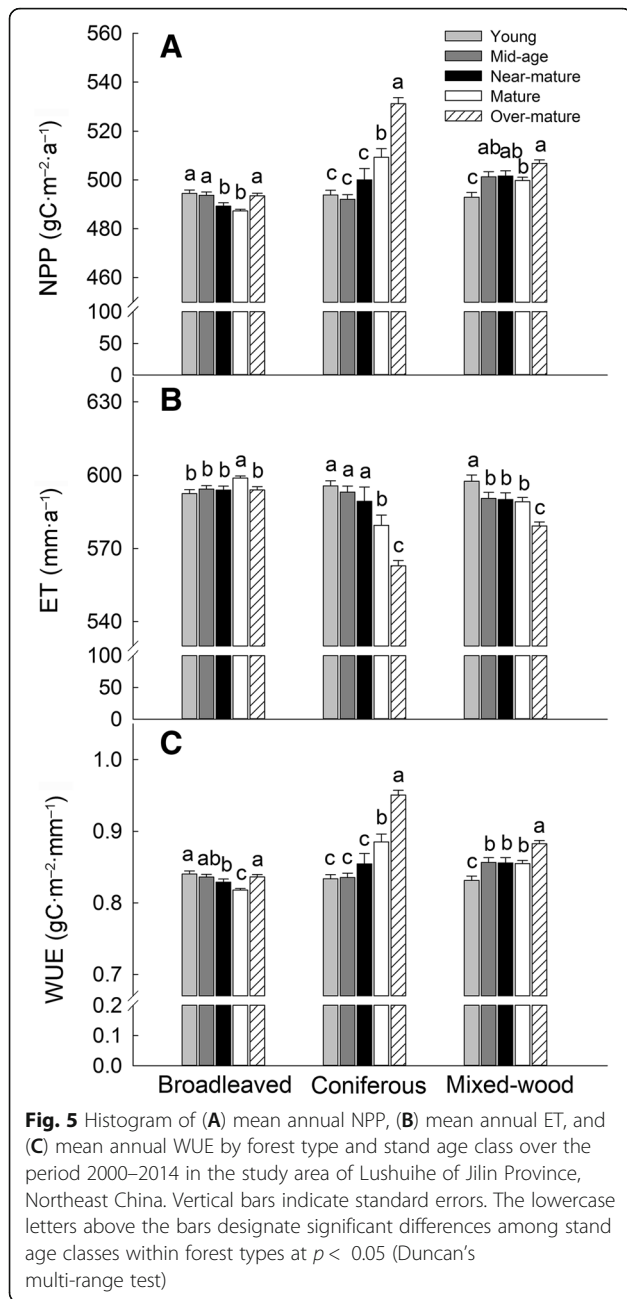 A
Young
Mid-age
Near-mature
Mature
Over-mature
NPP (gC·m⁻²·a⁻¹)
560
540
520
500
480
460
100
0
a a b b a
c c c b a
c ab ab b a
B
ET (mm·a⁻¹)
630
600
570
540
100
0
b b b a b
a a a b c
a b b b c
C
WUE (gC·m⁻²·mm⁻¹)
1.0
0.9
0.8
0.7
0.2
0.1
0.0
a ab b c a
c c c b a
c b b b a
Broadleaved Coniferous Mixed-wood
Fig. 5 Histogram of (A) mean annual NPP, (B) mean annual ET, and
(C) mean annual WUE by forest type and stand age class over the
period 2000–2014 in the study area of Lushuihe of Jilin Province,
Northeast China. Vertical bars indicate standard errors. The lowercase
letters above the bars designate significant differences among stand
age classes within forest types at p < 0.05 (Duncan's
multi-range test)